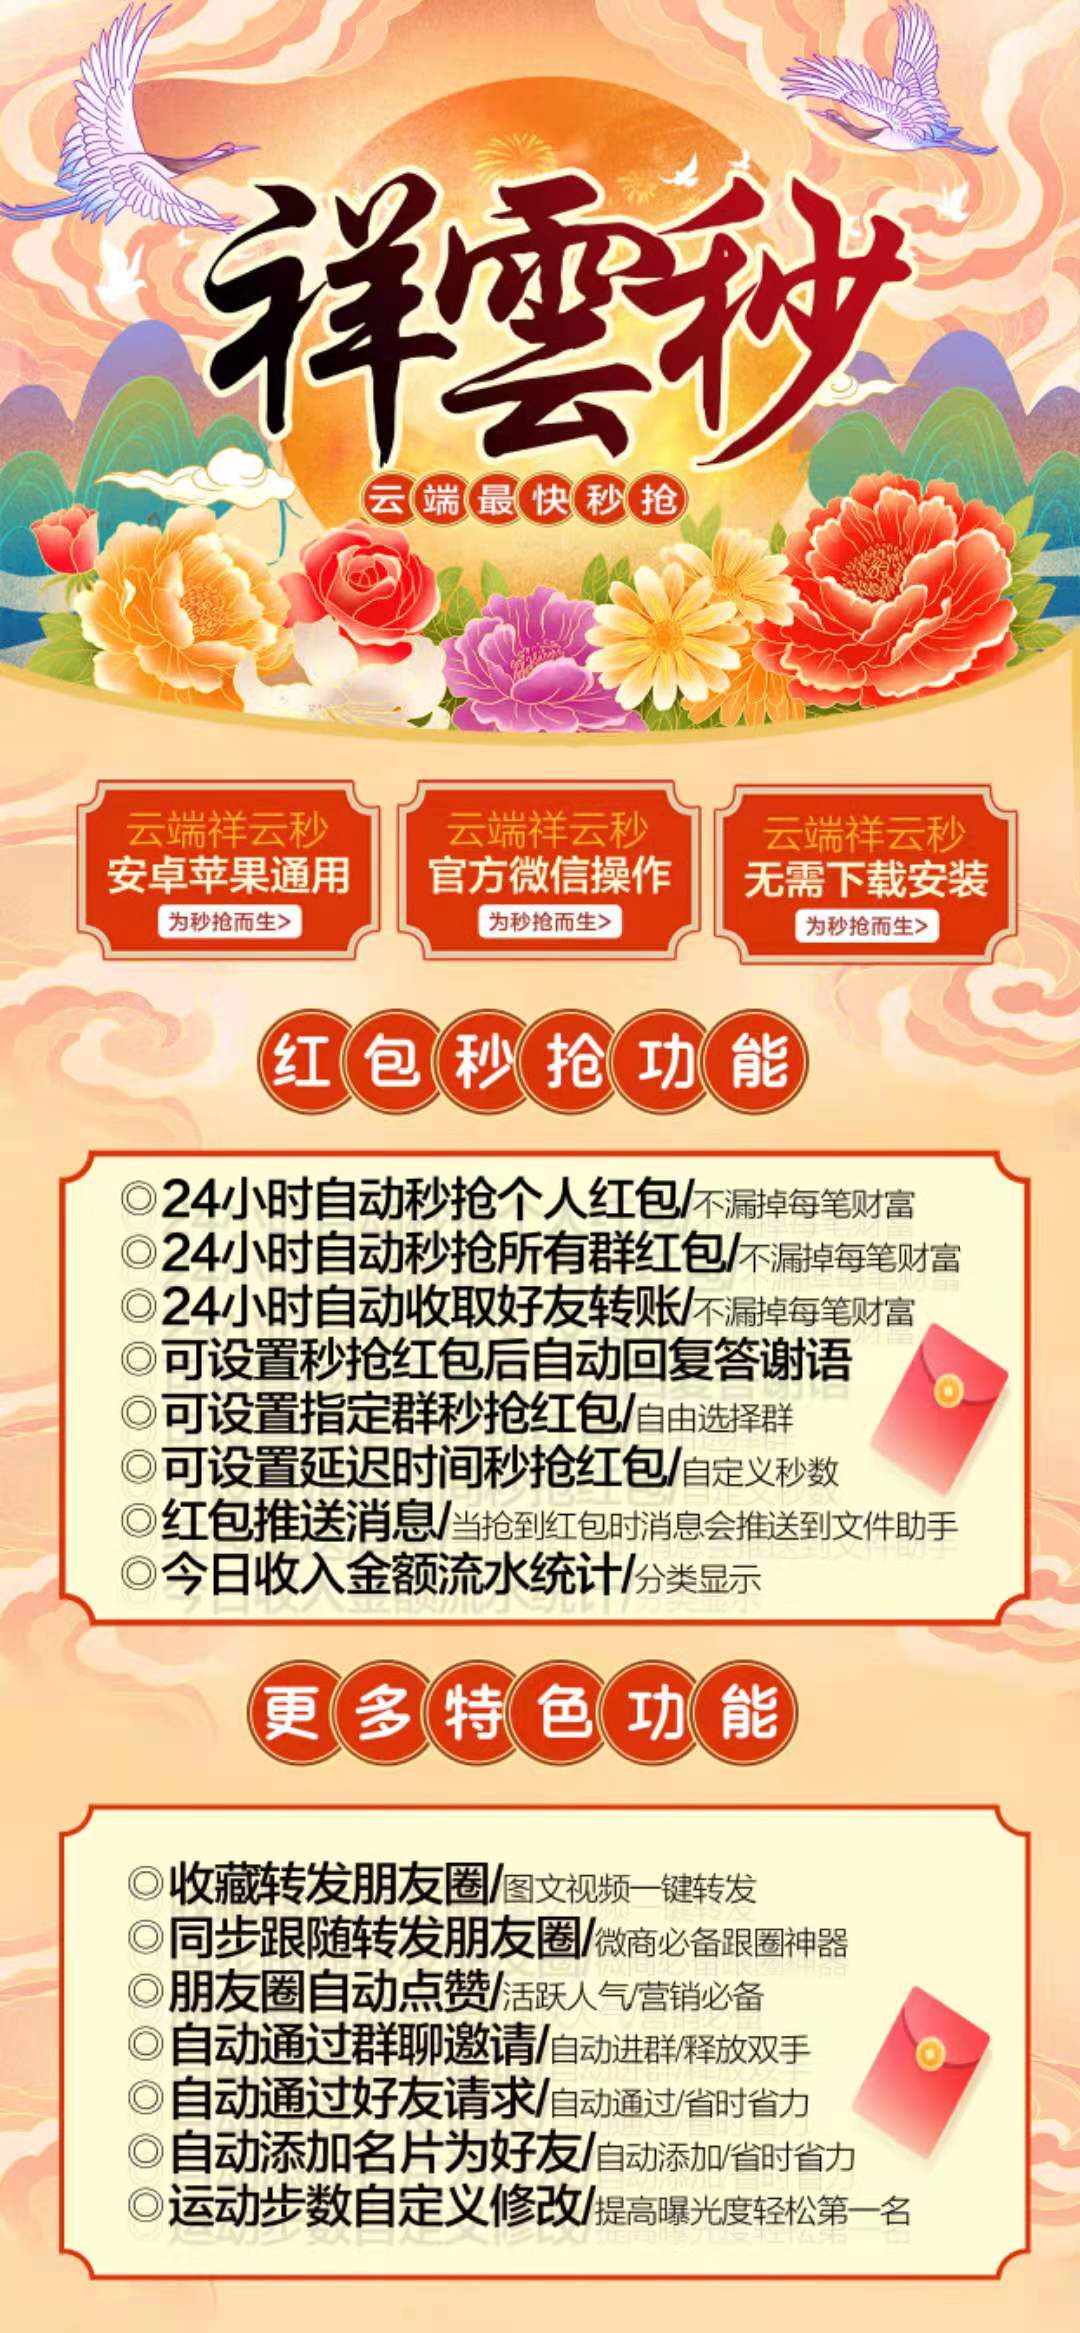 祥雲秒
云端最快秒抢
云端祥云秒
安卓苹果通用
为秒抢而生>
云端祥云秒
官方微信操作
为秒抢而生>
云端祥云秒
无需下载安装
为秒抢而生>
红包秒抢功能
◎24小时自动秒抢个人红包/不漏掉每笔财富
◎24小时自动秒抢所有群红包/不漏掉每笔财富
◎24小时自动收取好友转账/不漏掉每笔财富
◎可设置秒抢红包后自动回复答谢语
◎可设置指定群秒抢红包/自由选择群
◎可设置延迟时间秒抢红包/自定义秒数
◎红包推送消息/当抢到红包时消息会推送到文件助手
◎今日收入金额流水统计/分类显示
更多特色功能
◎收藏转发朋友圈/图文视频一键转发
◎同步跟随转发朋友圈/微商必备跟圈神器
◎朋友圈自动点赞/活跃人气/营销必备
◎自动通过群聊邀请/自动进群/释放双手
◎自动通过好友请求/自动通过/省时省力
◎自动添加名片为好友/自动添加/省时省力
◎运动步数自定义修改/提高曝光度轻松第一名